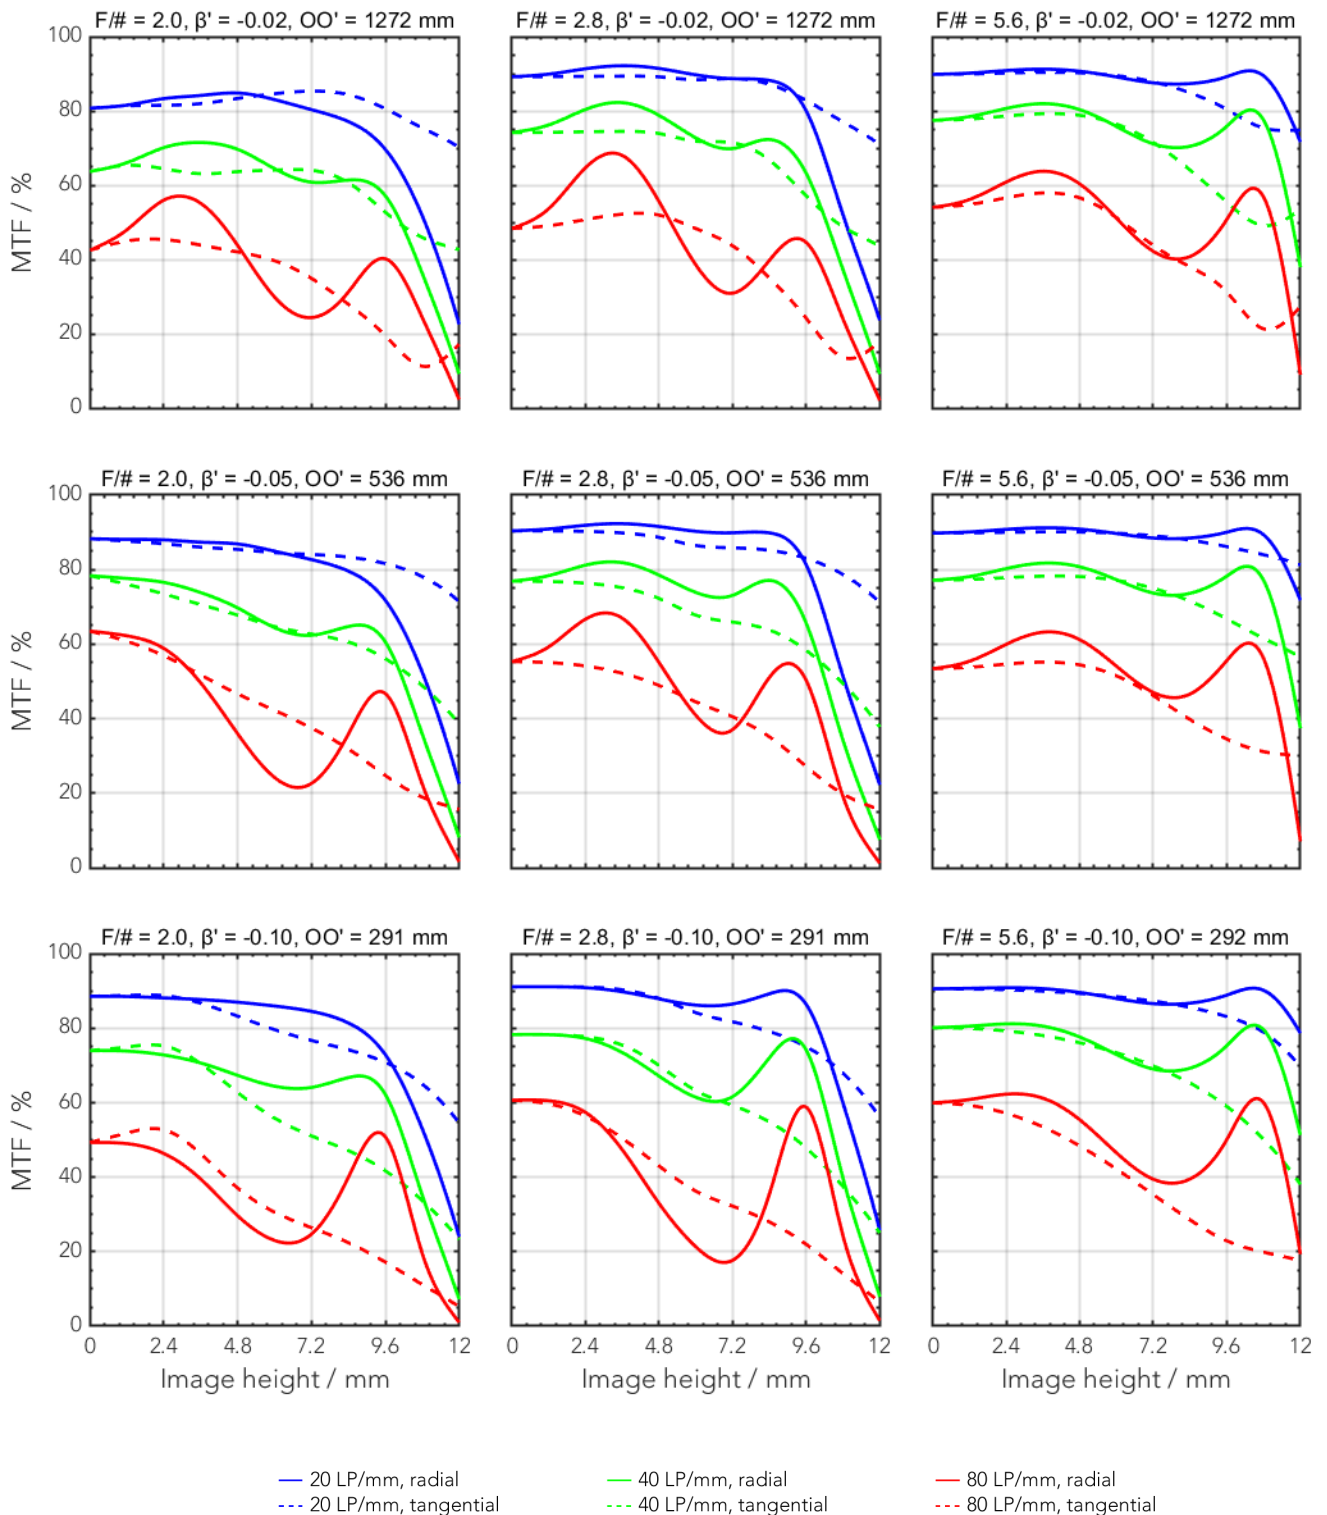 F/# = 2.0, β' = -0.02, OO' = 1272 mm
F/# = 2.8, β' = -0.02, OO' = 1272 mm
F/# = 5.6, β' = -0.02, OO' = 1272 mm
100
80
60
40
20
0
MTF / %
F/# = 2.0, β' = -0.05, OO' = 536 mm
F/# = 2.8, β' = -0.05, OO' = 536 mm
F/# = 5.6, β' = -0.05, OO' = 536 mm
100
80
60
40
20
0
MTF / %
F/# = 2.0, β' = -0.10, OO' = 291 mm
F/# = 2.8, β' = -0.10, OO' = 291 mm
F/# = 5.6, β' = -0.10, OO' = 292 mm
100
80
60
40
20
0
MTF / %
0 2.4 4.8 7.2 9.6 12
0 2.4 4.8 7.2 9.6 12
0 2.4 4.8 7.2 9.6 12
Image height / mm
Image height / mm
Image height / mm
20 LP/mm, radial
40 LP/mm, radial
80 LP/mm, radial
20 LP/mm, tangential
40 LP/mm, tangential
80 LP/mm, tangential